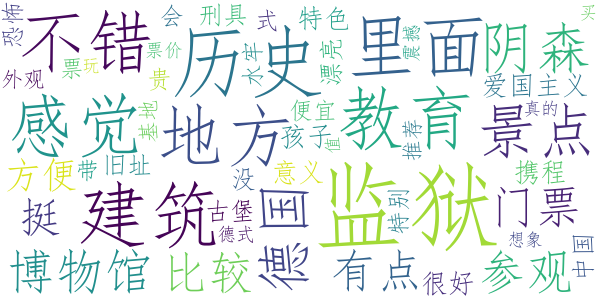 恐怖
不错
会
刑具
式
特色
买
历史
里面
阴森
外观
票
玩
票价
贵
水牢
漂亮
震撼
爱国主义
感觉
地方
基地
便宜
孩子
值
教育
推荐
真的
景点
方便
带
旧址
没
意义
监狱
携程
挺
建筑
古堡
德式
德国
特别
门票
想象
中国
博物馆
比较
有点
很好
参观